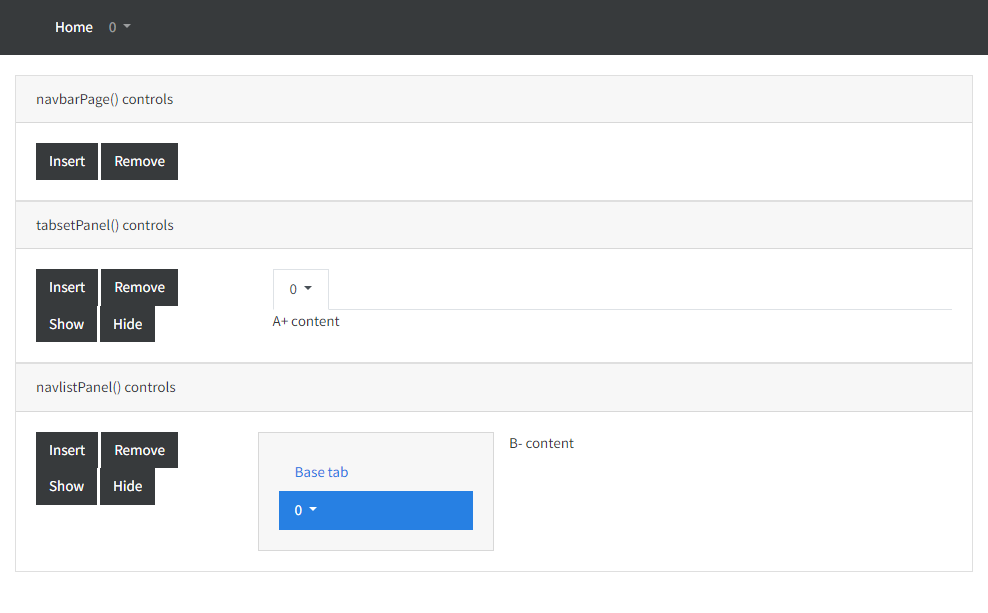 Home 0
navbarPage() controls
Insert Remove
tabsetPanel() controls
Insert Remove 0
Show Hide A+ content
navlistPanel() controls
Insert Remove B- content
Show Hide Base tab
0